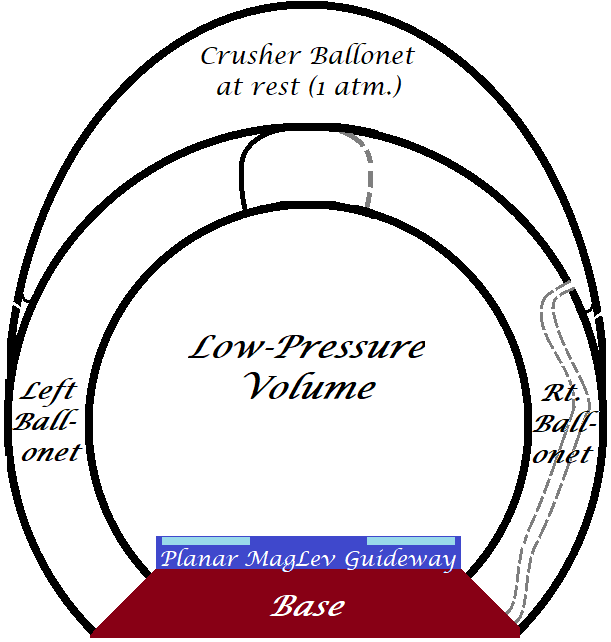 Crusher Ballonet
at rest (1 atm.)
Low-Pressure
Volume
Left
Ball-
onet
Rt.
Ball-
onet
Planar MagLev Guideway
Base